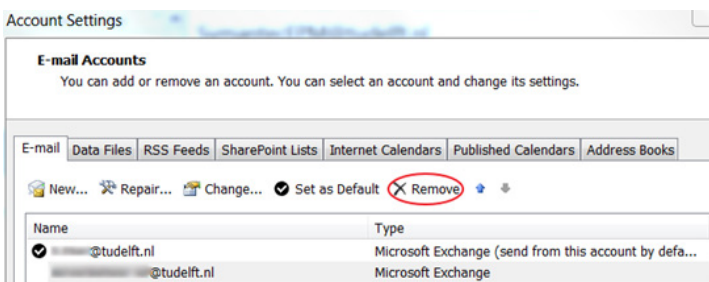 Account Settings
E-mail Accounts
You can add or remove an account. You can select an account and change its settings.
E-mail Data Files RSS Feeds SharePoint Lists Internet Calendars Published Calendars Address Books
New... Repair... Change... Set as Default Remove
Name Type
@tudelft.nl Microsoft Exchange (send from this account by defa...
@tudelft.nl Microsoft Exchange